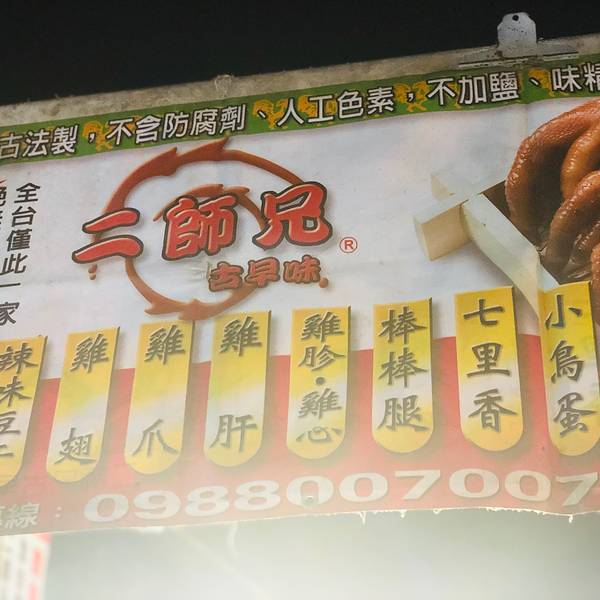 古法製，不含防腐劑、人工色素，不加鹽、味精
全台僅此一家
二師兄®
古早味
辣味豆干
雞翅
雞爪
雞肝
雞胗·雞心
棒棒腿
七里香
小鳥蛋
線：0988007007